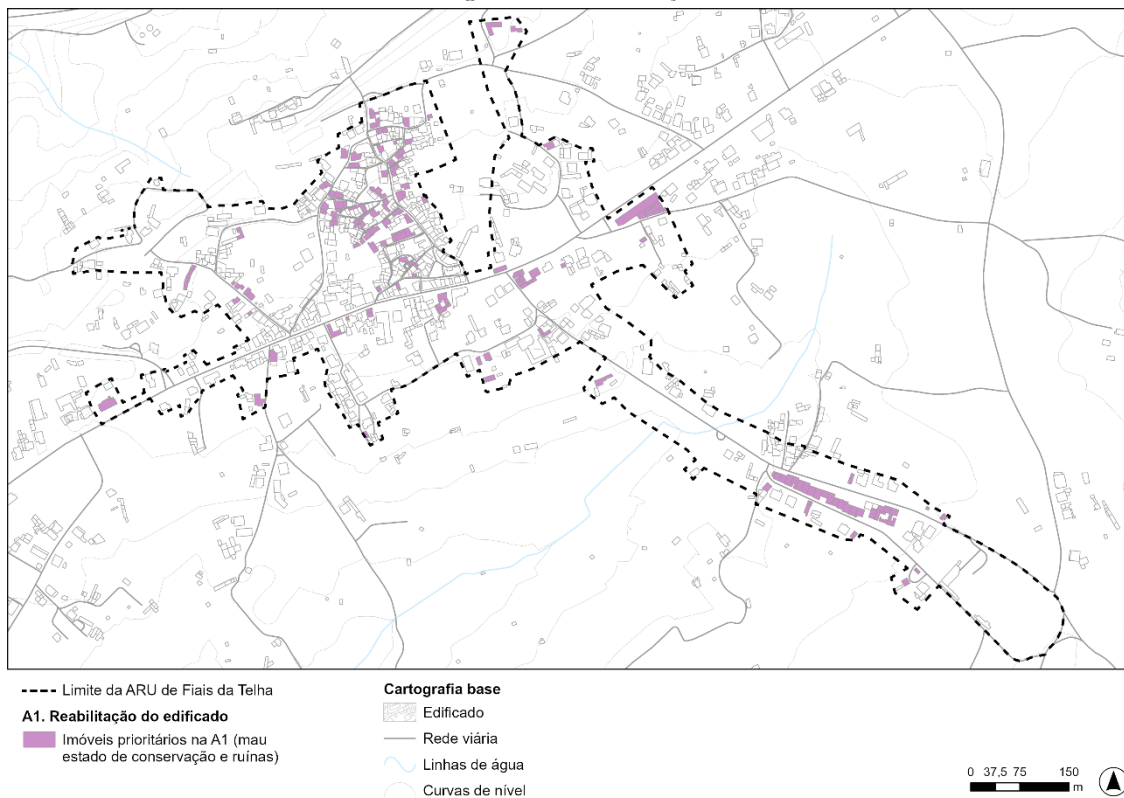 Limite da ARU de Fiais da Telha
A1. Reabilitação do edificado
Imóveis prioritários na A1 (mau
estado de conservação e ruínas)
Cartografia base
Edificado
Rede viária
Linhas de água
Curvas de nível
0 37,5 75 150
m